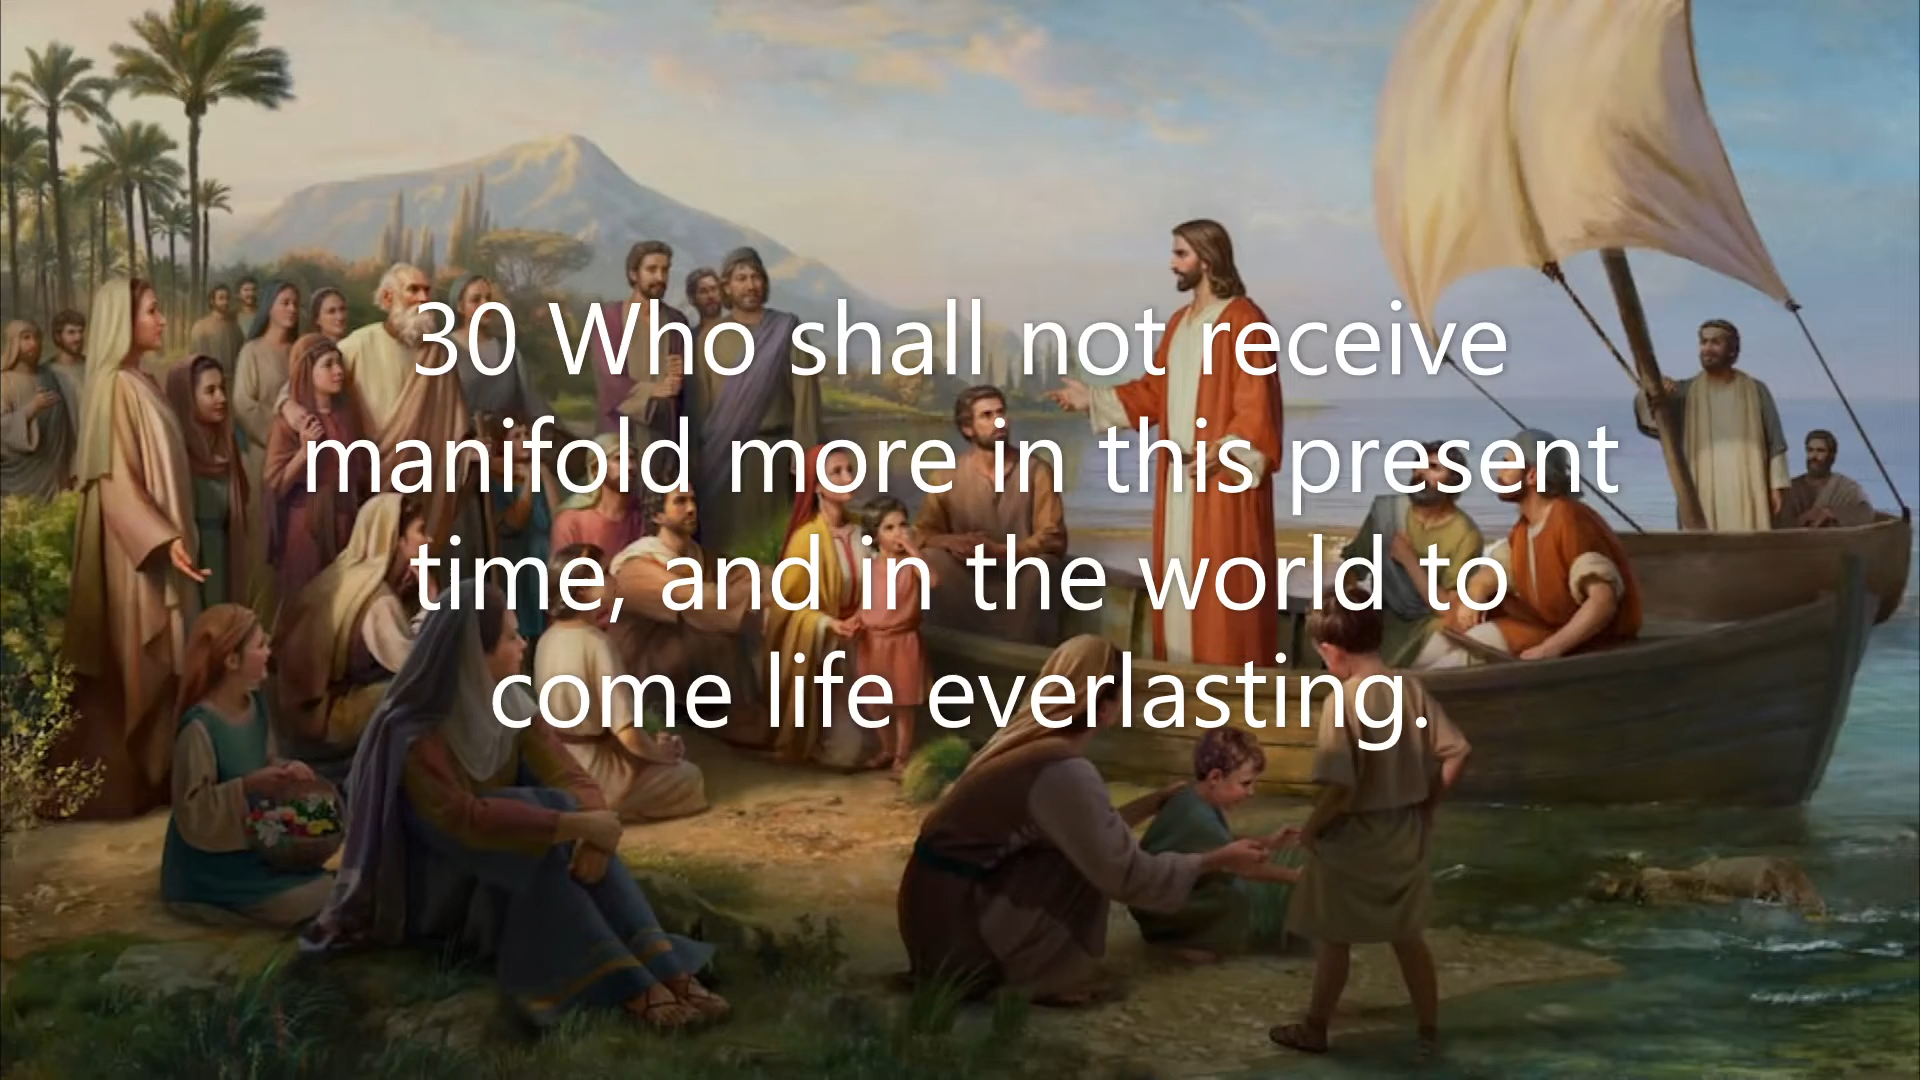 30 Who shall not receive
manifold more in this present
time, and in the world to
come life everlasting.